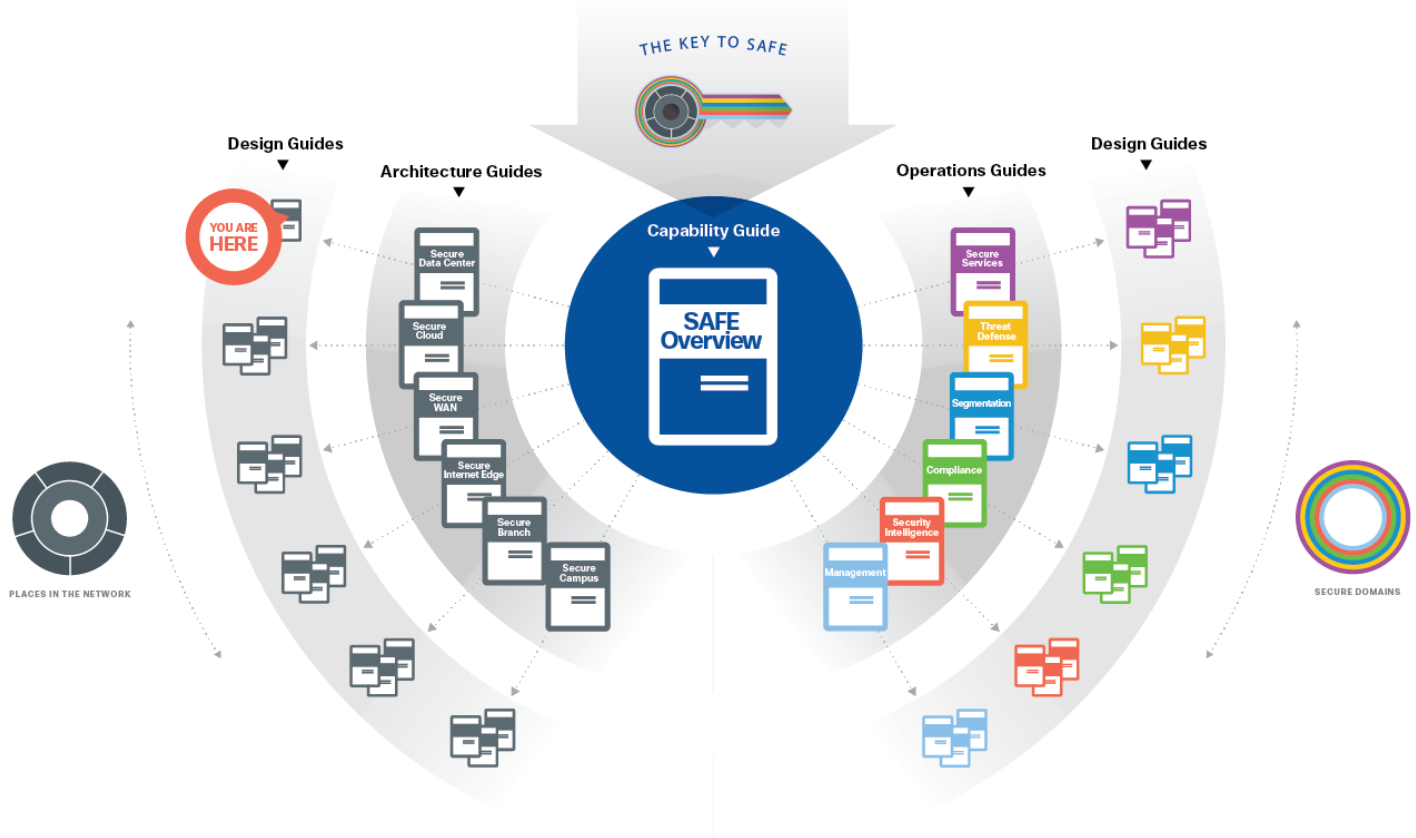 THE KEY TO SAFE
Design Guides
Architecture Guides
Operations Guides
Design Guides
YOU ARE
HERE
Capability Guide
SAFE
Overview
Secure
Data Center
Secure
Cloud
Secure
WAN
Secure
Internet Edge
Secure
Branch
Secure
Campus
Secure
Services
Threat
Defense
Segmentation
Compliance
Security
Intelligence
Management
PLACES IN THE NETWORK
SECURE DOMAINS